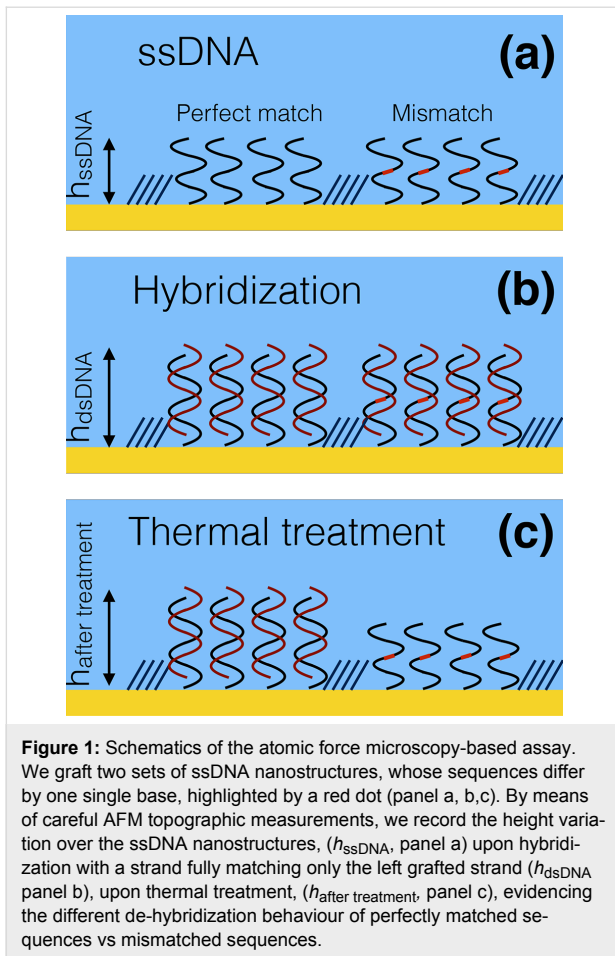 ssDNA
(a)
Perfect match
Mismatch
hssDNA
Hybridization
(b)
hdsDNA
Thermal treatment
(c)
hafter treatment
Figure 1: Schematics of the atomic force microscopy-based assay.
We graft two sets of ssDNA nanostructures, whose sequences differ
by one single base, highlighted by a red dot (panel a, b,c). By means
of careful AFM topographic measurements, we record the height varia-
tion over the ssDNA nanostructures, (hssDNA, panel a) upon hybridi-
zation with a strand fully matching only the left grafted strand (hdsDNA
panel b), upon thermal treatment, (hafter treatment, panel c), evidencing
the different de-hybridization behaviour of perfectly matched se-
quences vs mismatched sequences.